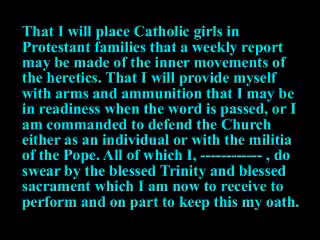 That I will place Catholic girls in
Protestant families that a weekly report
may be made of the inner movements of
the heretics. That I will provide myself
with arms and ammunition that I may be
in readiness when the word is passed, or I
am commanded to defend the Church
either as an individual or with the militia
of the Pope. All of which I, ------------ , do
swear by the blessed Trinity and blessed
sacrament which I am now to receive to
perform and on part to keep this my oath.